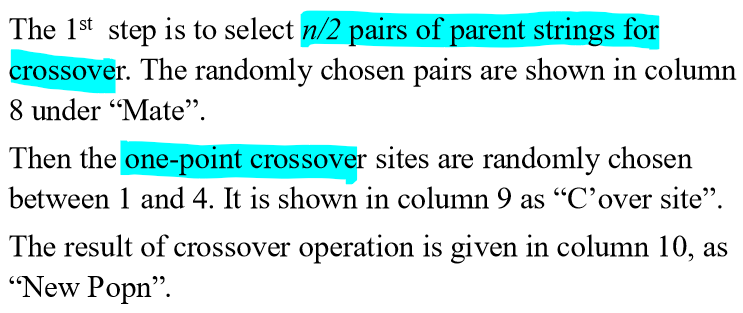 The 1st step is to select n/2 pairs of parent strings for
crossover. The randomly chosen pairs are shown in column
8 under “Mate”.
Then the one-point crossover sites are randomly chosen
between 1 and 4. It is shown in column 9 as “C’over site”.
The result of crossover operation is given in column 10, as
“New Popn”.